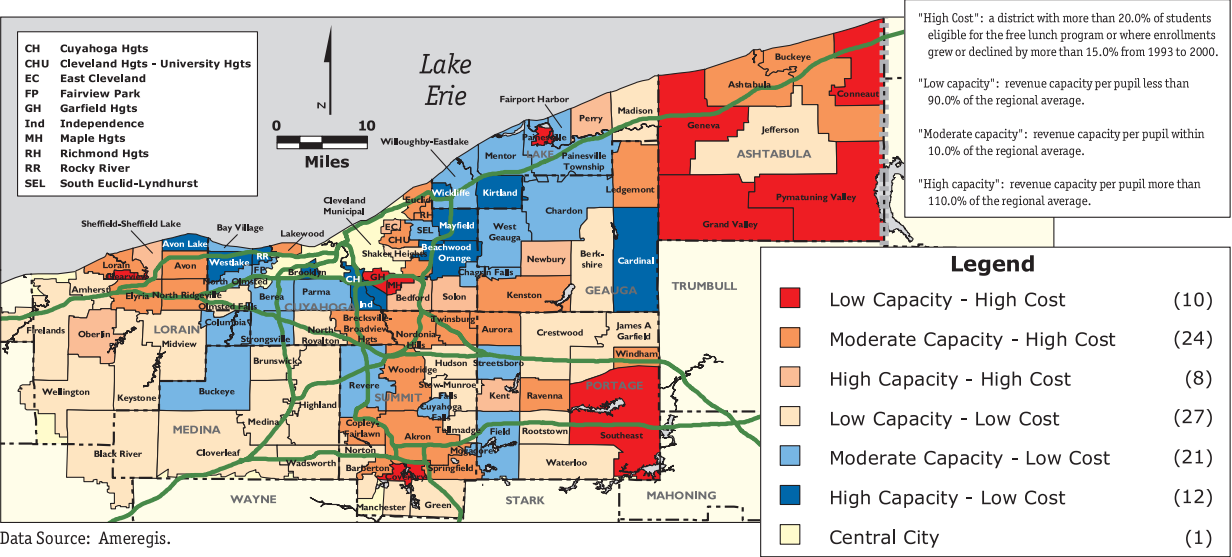 CH Cuyahoga Hgts
CHU Cleveland Hgts - University Hgts
EC East Cleveland
FP Fairview Park
GH Garfield Hgts
Ind Independence
MH Maple Hgts
RH Richmond Hgts
RR Rocky River
SEL South Euclid-Lyndhurst
N
0 10
Miles
Lake
Erie
"High Cost": a district with more than 20.0% of students
eligible for the free lunch program or where enrollments
grew or declined by more than 15.0% from 1993 to 2000.
"Low capacity": revenue capacity per pupil less than
90.0% of the regional average.
"Moderate capacity": revenue capacity per pupil within
10.0% of the regional average.
"High capacity": revenue capacity per pupil more than
110.0% of the regional average.
Buckeye
Ashtabula
Conneaut
Fairport Harbor
Perry
Madison
Geneva
Jefferson
ASHTABULA
Painesville
Willoughby-Eastlake
Mentor
LAKE
Painesville
Township
Ledgemont
Pymatuning Valley
Grand Valley
Wickliffe
Kirtland
Chardon
Cleveland
Municipal
Euclid
RH
Sheffield-Sheffield Lake
Bay Village
Lakewood
EC
CHU
SEL
Mayfield
West
Geauga
Avon Lake
Shaker Heights
Beachwood
Orange
Newbury
Berk-
shire
Cardinal
Lorain
Clearview
Avon
Westlake
RR
FP
Brooklyn
CH
GH
MH
Chagrin Falls
GEAUGA
TRUMBULL
Amherst
Elyria
North Ridgeville
North Olmsted
Olmsted Falls
Berea
Parma
CUYAHOGA
Ind
Bedford
Solon
Kenston
Firelands
Oberlin
LORAIN
Midview
Columbia
Strongsville
North
Royalton
Brecksville-
Broadview
Hgts
Nordonia
Hills
Twinsburg
Aurora
Crestwood
James A
Garfield
Windham
Wellington
Keystone
Buckeye
Brunswick
Highland
Revere
Woodridge
SUMMIT
Hudson
Streetsboro
Stow-Munroe
Falls
Cuyahoga
Falls
Kent
Ravenna
PORTAGE
MEDINA
Medina
Copley-
Fairlawn
Akron
Tallmadge
Field
Rootstown
Southeast
Black River
Cloverleaf
Wadsworth
Norton
Barberton
Coventry
Springfield
Mogadore
Waterloo
WAYNE
Manchester
Green
STARK
MAHONING
Legend
Low Capacity - High Cost (10)
Moderate Capacity - High Cost (24)
High Capacity - High Cost (8)
Low Capacity - Low Cost (27)
Moderate Capacity - Low Cost (21)
High Capacity - Low Cost (12)
Central City (1)
Data Source: Ameregis.